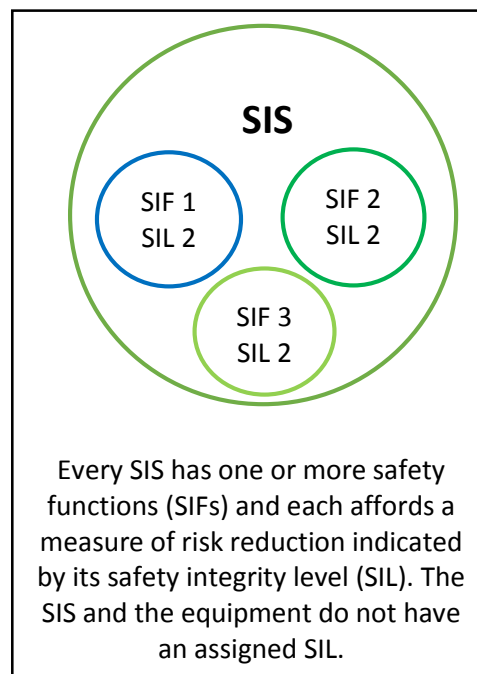 SIS
SIF 1
SIL 2
SIF 2
SIL 2
SIF 3
SIL 2
Every SIS has one or more safety
functions (SIFs) and each affords a
measure of risk reduction indicated
by its safety integrity level (SIL). The
SIS and the equipment do not have
an assigned SIL.